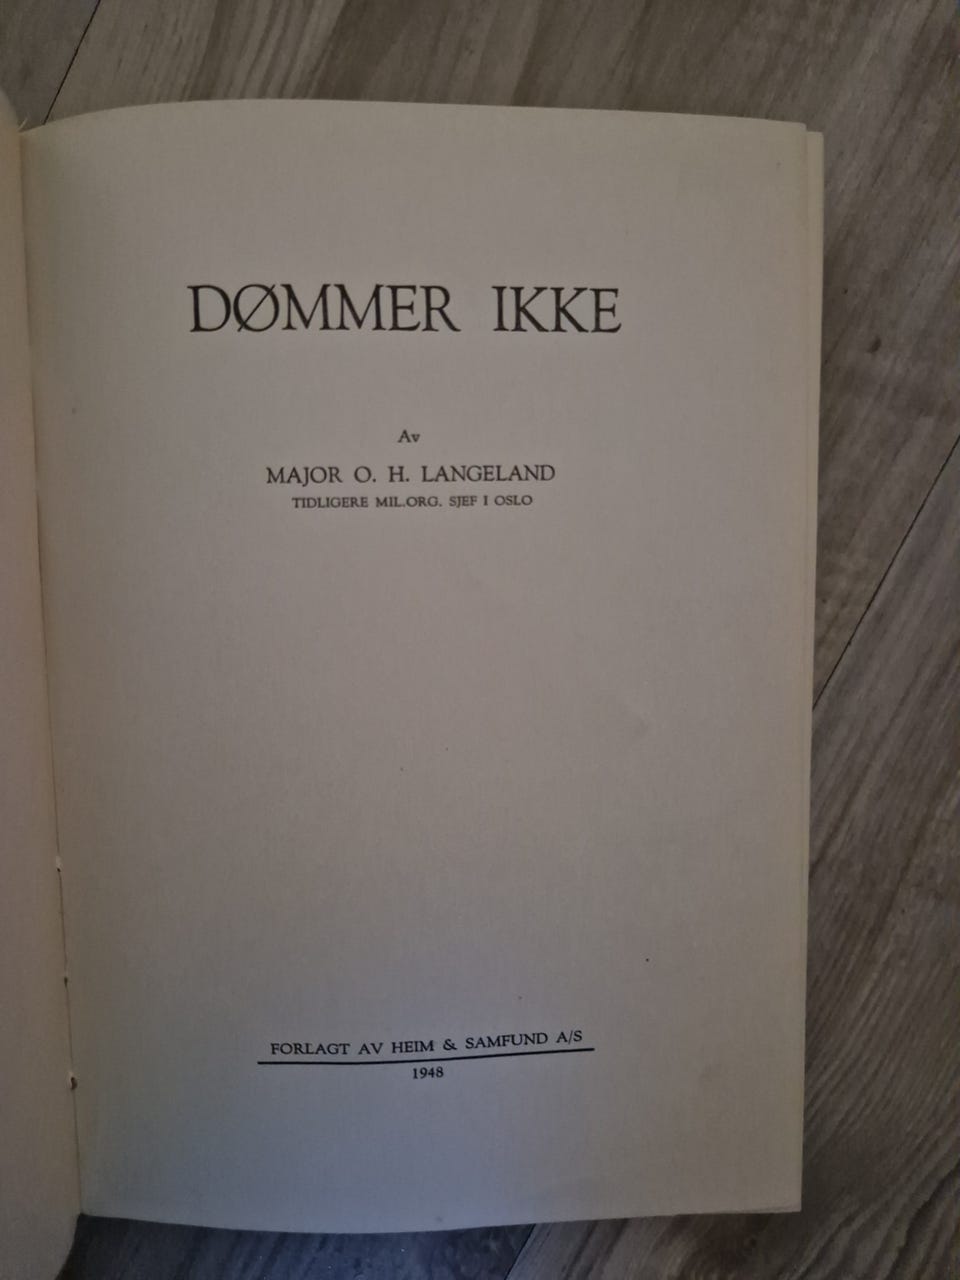 DØMMER IKKE
Av
MAJOR O. H. LANGELAND
TIDLIGERE MIL.ORG. SJEF I OSLO
FORLAGT AV HEIM & SAMFUND A/S
1948